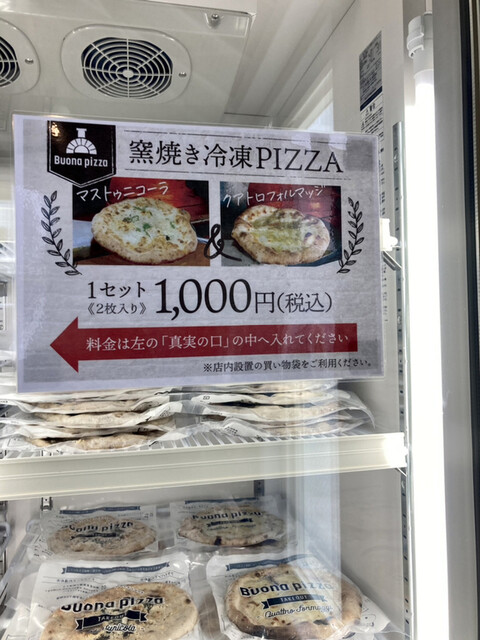 Buona pizza
窯焼き冷凍PIZZA
マストゥニコーラ
クアトロフォルマッジ
&
1セット
《2枚入り》
1,000円(税込)
料金は左の「真実の口」の中へ入れてください
※店内設置の買い物袋をご利用ください。
Buona pizza
Buona pizza
Buona pizza
TAKEOUT
Buona pizza
TAKEOUT